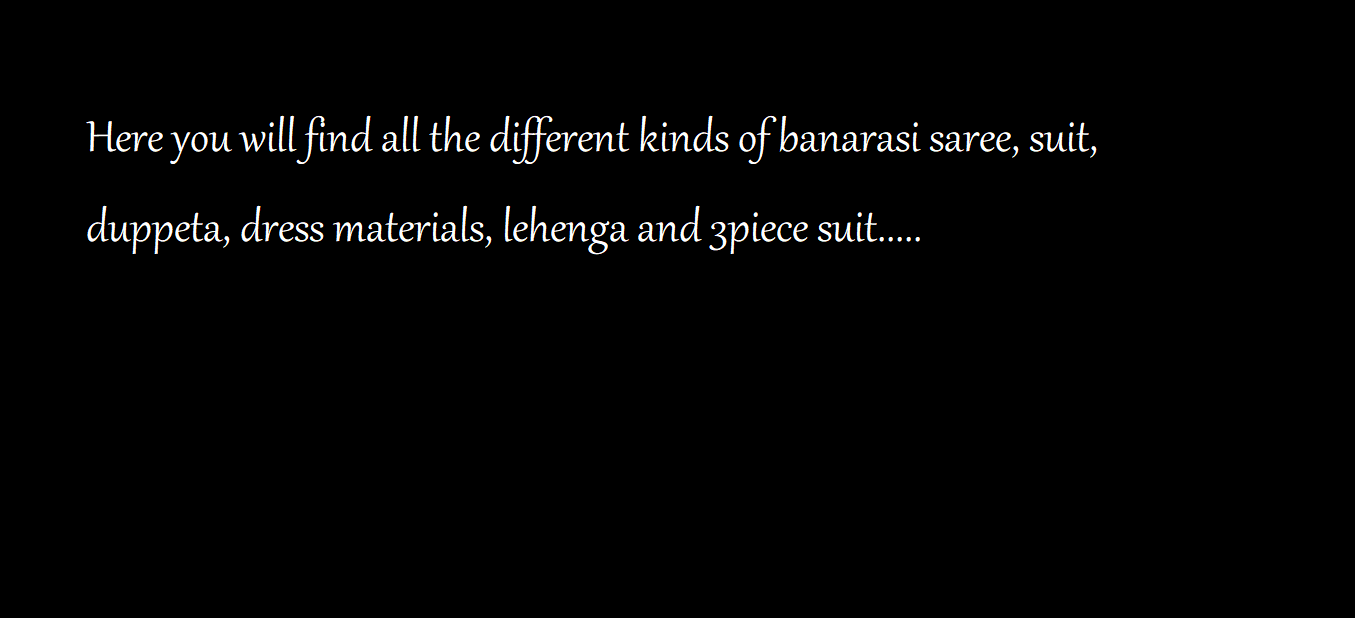 Here you will find all the different kinds of banarasi saree, suit,
duppeta, dress materials, lehenga and 3piece suit.....